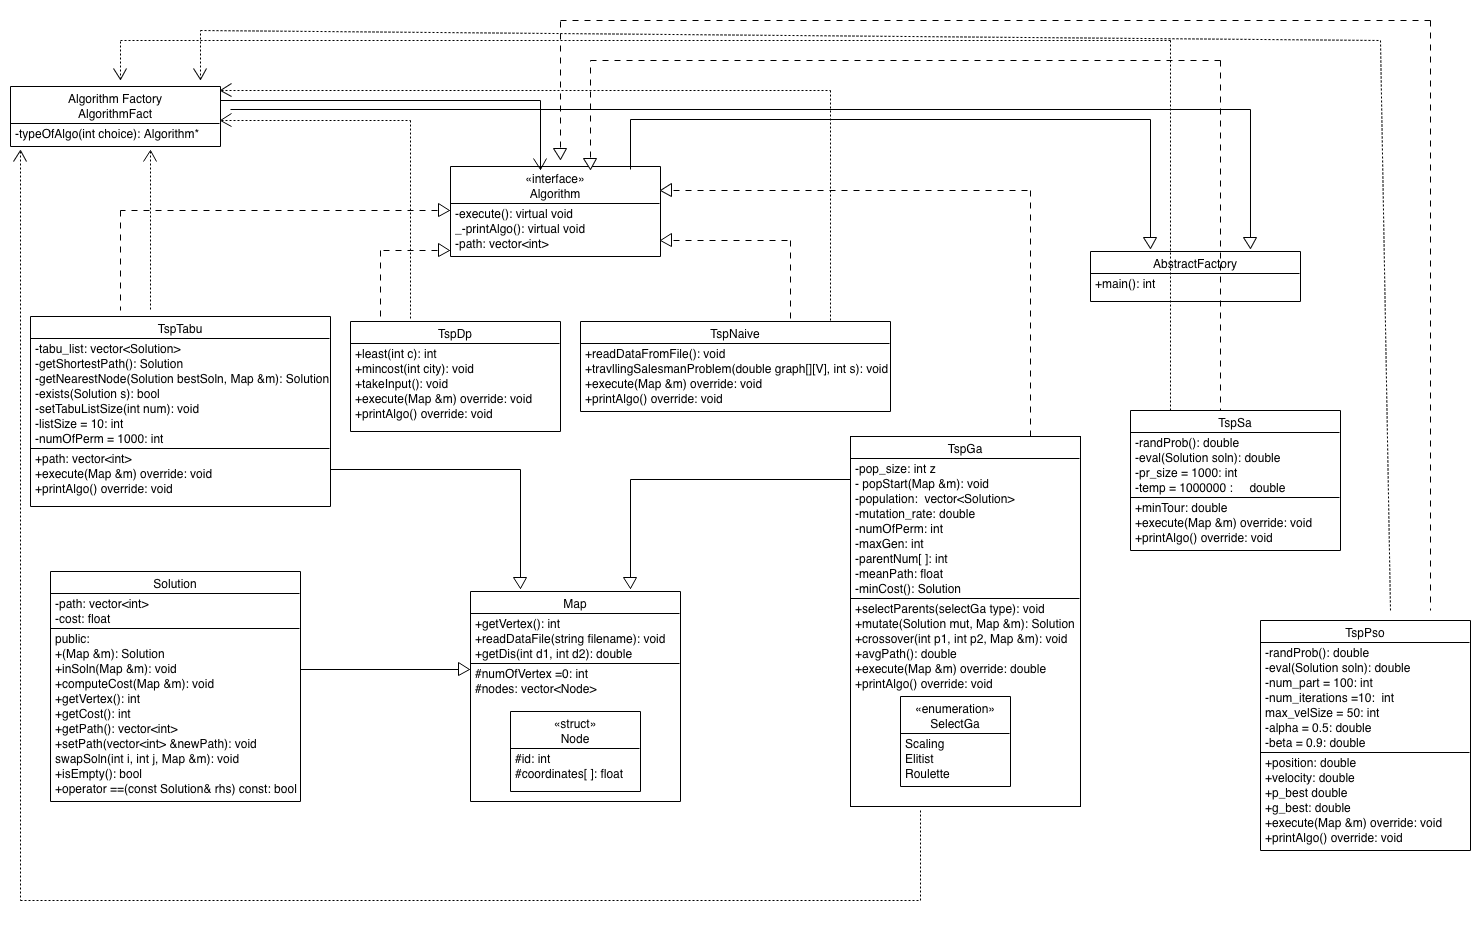 Algorithm Factory
AlgorithmFact
-typeOfAlgo(int choice): Algorithm*
«interface»
Algorithm
-execute(): virtual void
_-printAlgo(): virtual void
-path: vector<int>
AbstractFactory
+main(): int
TspTabu
-tabu_list: vector<Solution>
-getShortestPath(): Solution
-getNearestNode(Solution bestSoln, Map &m): Solution
-exists(Solution s): bool
-setTabuListSize(int num): void
-listSize = 10: int
-numOfPerm = 1000: int
+path: vector<int>
+execute(Map &m) override: void
+printAlgo() override: void
TspDp
+least(int c): int
+mincost(int city): void
+takeInput(): void
+execute(Map &m) override: void
+printAlgo() override: void
TspNaive
+readDataFromFile(): void
+travllingSalesmanProblem(double graph[][V], int s): void
+execute(Map &m) override: void
+printAlgo() override: void
TspSa
-randProb(): double
-eval(Solution soln): double
-pr_size = 1000: int
-temp = 1000000 : double
+minTour: double
+execute(Map &m) override: void
+printAlgo() override: void
TspGa
-pop_size: int z
- popStart(Map &m): void
-population: vector<Solution>
-mutation_rate: double
-numOfPerm: int
-maxGen: int
-parentNum[ ]: int
-meanPath: float
-minCost(): Solution
+selectParents(selectGa type): void
+mutate(Solution mut, Map &m): Solution
+crossover(int p1, int p2, Map &m): void
+avgPath(): double
+execute(Map &m) override: double
+printAlgo() override: void
«enumeration»
SelectGa
Scaling
Elitist
Roulette
Solution
-path: vector<int>
-cost: float
public:
+(Map &m): Solution
+inSoln(Map &m): void
+computeCost(Map &m): void
+getVertex(): int
+getCost(): int
+getPath(): vector<int>
+setPath(vector<int> &newPath): void
swapSoln(int i, int j, Map &m): void
+isEmpty(): bool
+operator ==(const Solution& rhs) const: bool
Map
+getVertex(): int
+readDataFile(string filename): void
+getDis(int d1, int d2): double
#numOfVertex =0: int
#nodes: vector<Node>
«struct»
Node
#id: int
#coordinates[ ]: float
TspPso
-randProb(): double
-eval(Solution soln): double
-num_part = 100: int
-num_iterations =10: int
max_velSize = 50: int
-alpha = 0.5: double
-beta = 0.9: double
+position: double
+velocity: double
+p_best double
+g_best: double
+execute(Map &m) override: void
+printAlgo() override: void